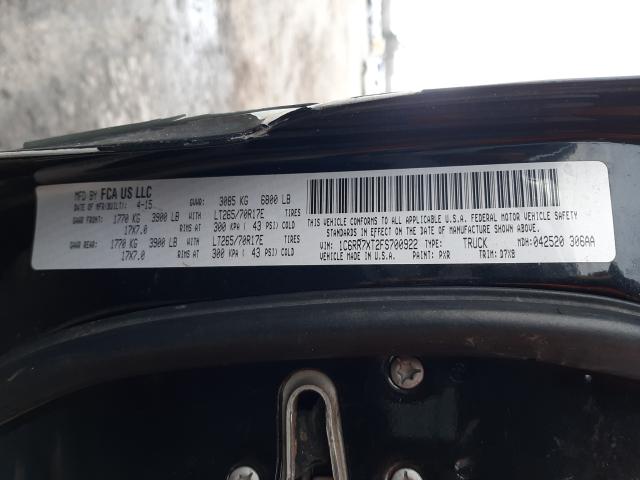 MFD BY FCA US LLC
DATE OF MFR(BUILT): 4-15
GVWR: 3085 KG 6800 LB
GAWR FRONT: 1770 KG 3900 LB WITH LT265/70R17E TIRES
17X7.0 RIMS AT 300 KPA ( 43 PSI) COLD
GAWR REAR: 1770 KG 3900 LB WITH LT265/70R17E TIRES
17X7.0 RIMS AT 300 KPA ( 43 PSI) COLD
THIS VEHICLE CONFORMS TO ALL APPLICABLE U.S.A. FEDERAL MOTOR VEHICLE SAFETY
STANDARDS IN EFFECT ON THE DATE OF MANUFACTURE SHOWN ABOVE.
VIN: 1C6RR7XT2FS700922 TYPE: TRUCK MDH: 042520 306AA
VEHICLE MADE IN U.S.A. PAINT: PXR TRIM: D7X8